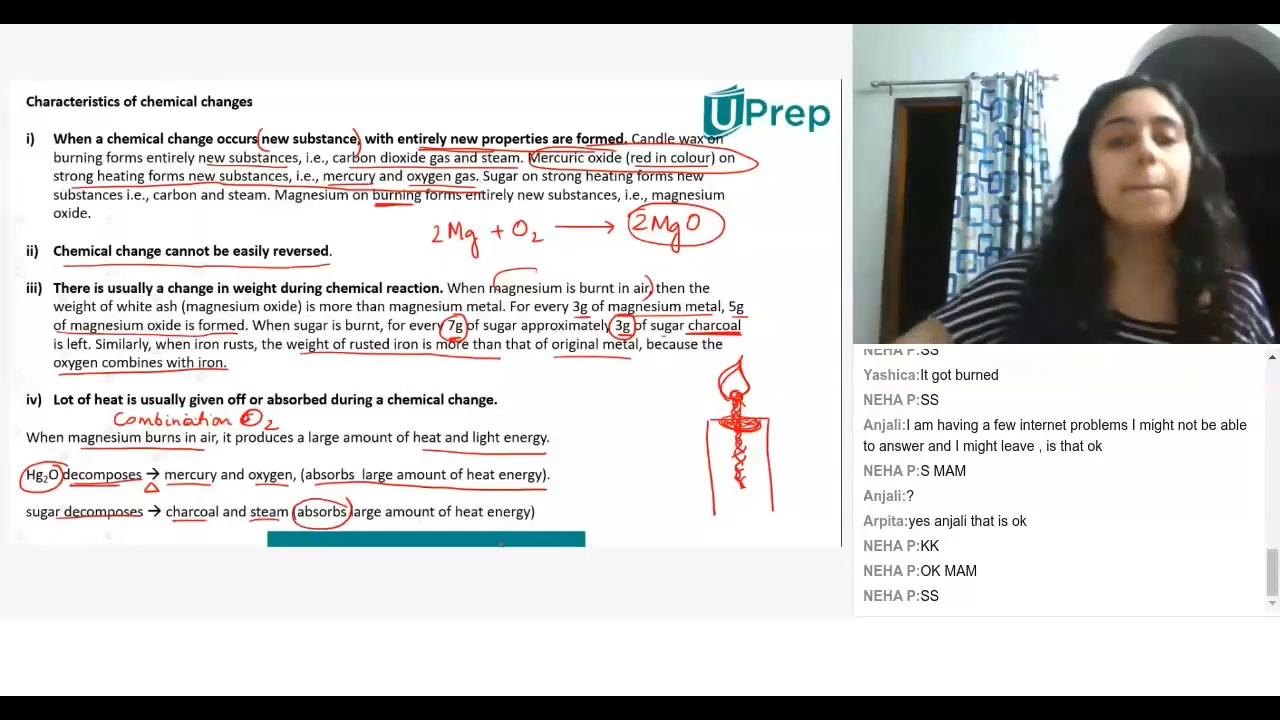 Characteristics of chemical changes
UPrep
i) When a chemical change occurs new substance, with entirely new properties are formed. Candle wax on
burning forms entirely new substances, i.e., carbon dioxide gas and steam. Mercuric oxide (red in colour) on
strong heating forms new substances, i.e., mercury and oxygen gas. Sugar on strong heating forms new
substances i.e., carbon and steam. Magnesium on burning forms entirely new substances, i.e., magnesium
oxide.
2Mg + O2 → 2MgO
ii) Chemical change cannot be easily reversed.
iii) There is usually a change in weight during chemical reaction. When magnesium is burnt in air, then the
weight of white ash (magnesium oxide) is more than magnesium metal. For every 3g of magnesium metal, 5g
of magnesium oxide is formed. When sugar is burnt, for every 7g of sugar approximately 3g of sugar charcoal
is left. Similarly, when iron rusts, the weight of rusted iron is more than that of original metal, because the
oxygen combines with iron.
iv) Lot of heat is usually given off or absorbed during a chemical change.
Combination O2
When magnesium burns in air, it produces a large amount of heat and light energy.
Hg2O decomposes → mercury and oxygen, (absorbs large amount of heat energy).
Δ
sugar decomposes → charcoal and steam (absorbs large amount of heat energy)
NEHA P:SS
Yashica:It got burned
NEHA P:SS
Anjali:I am having a few internet problems I might not be able
to answer and I might leave , is that ok
NEHA P:S MAM
Anjali:?
Arpita:yes anjali that is ok
NEHA P:KK
NEHA P:OK MAM
NEHA P:SS